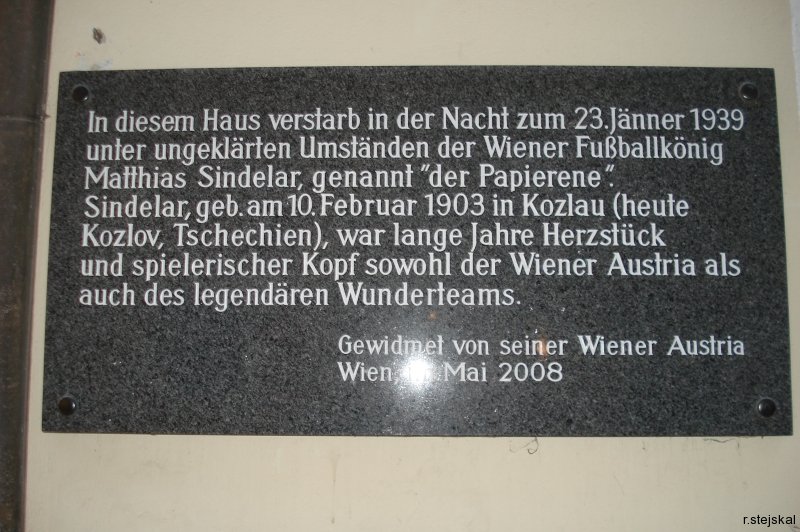 In diesem Haus verstarb in der Nacht zum 23.Jänner 1939
unter ungeklärten Umständen der Wiener Fußballkönig
Matthias Sindelar, genannt "der Papierene".
Sindelar, geb. am 10.Februar 1903 in Kozlau (heute
Kozlov, Tschechien), war lange Jahre Herzstück
und spielerischer Kopf sowohl der Wiener Austria als
auch des legendären Wunderteams.
Gewidmet von seiner Wiener Austria
Wien, Mai 2008
r.stejskal